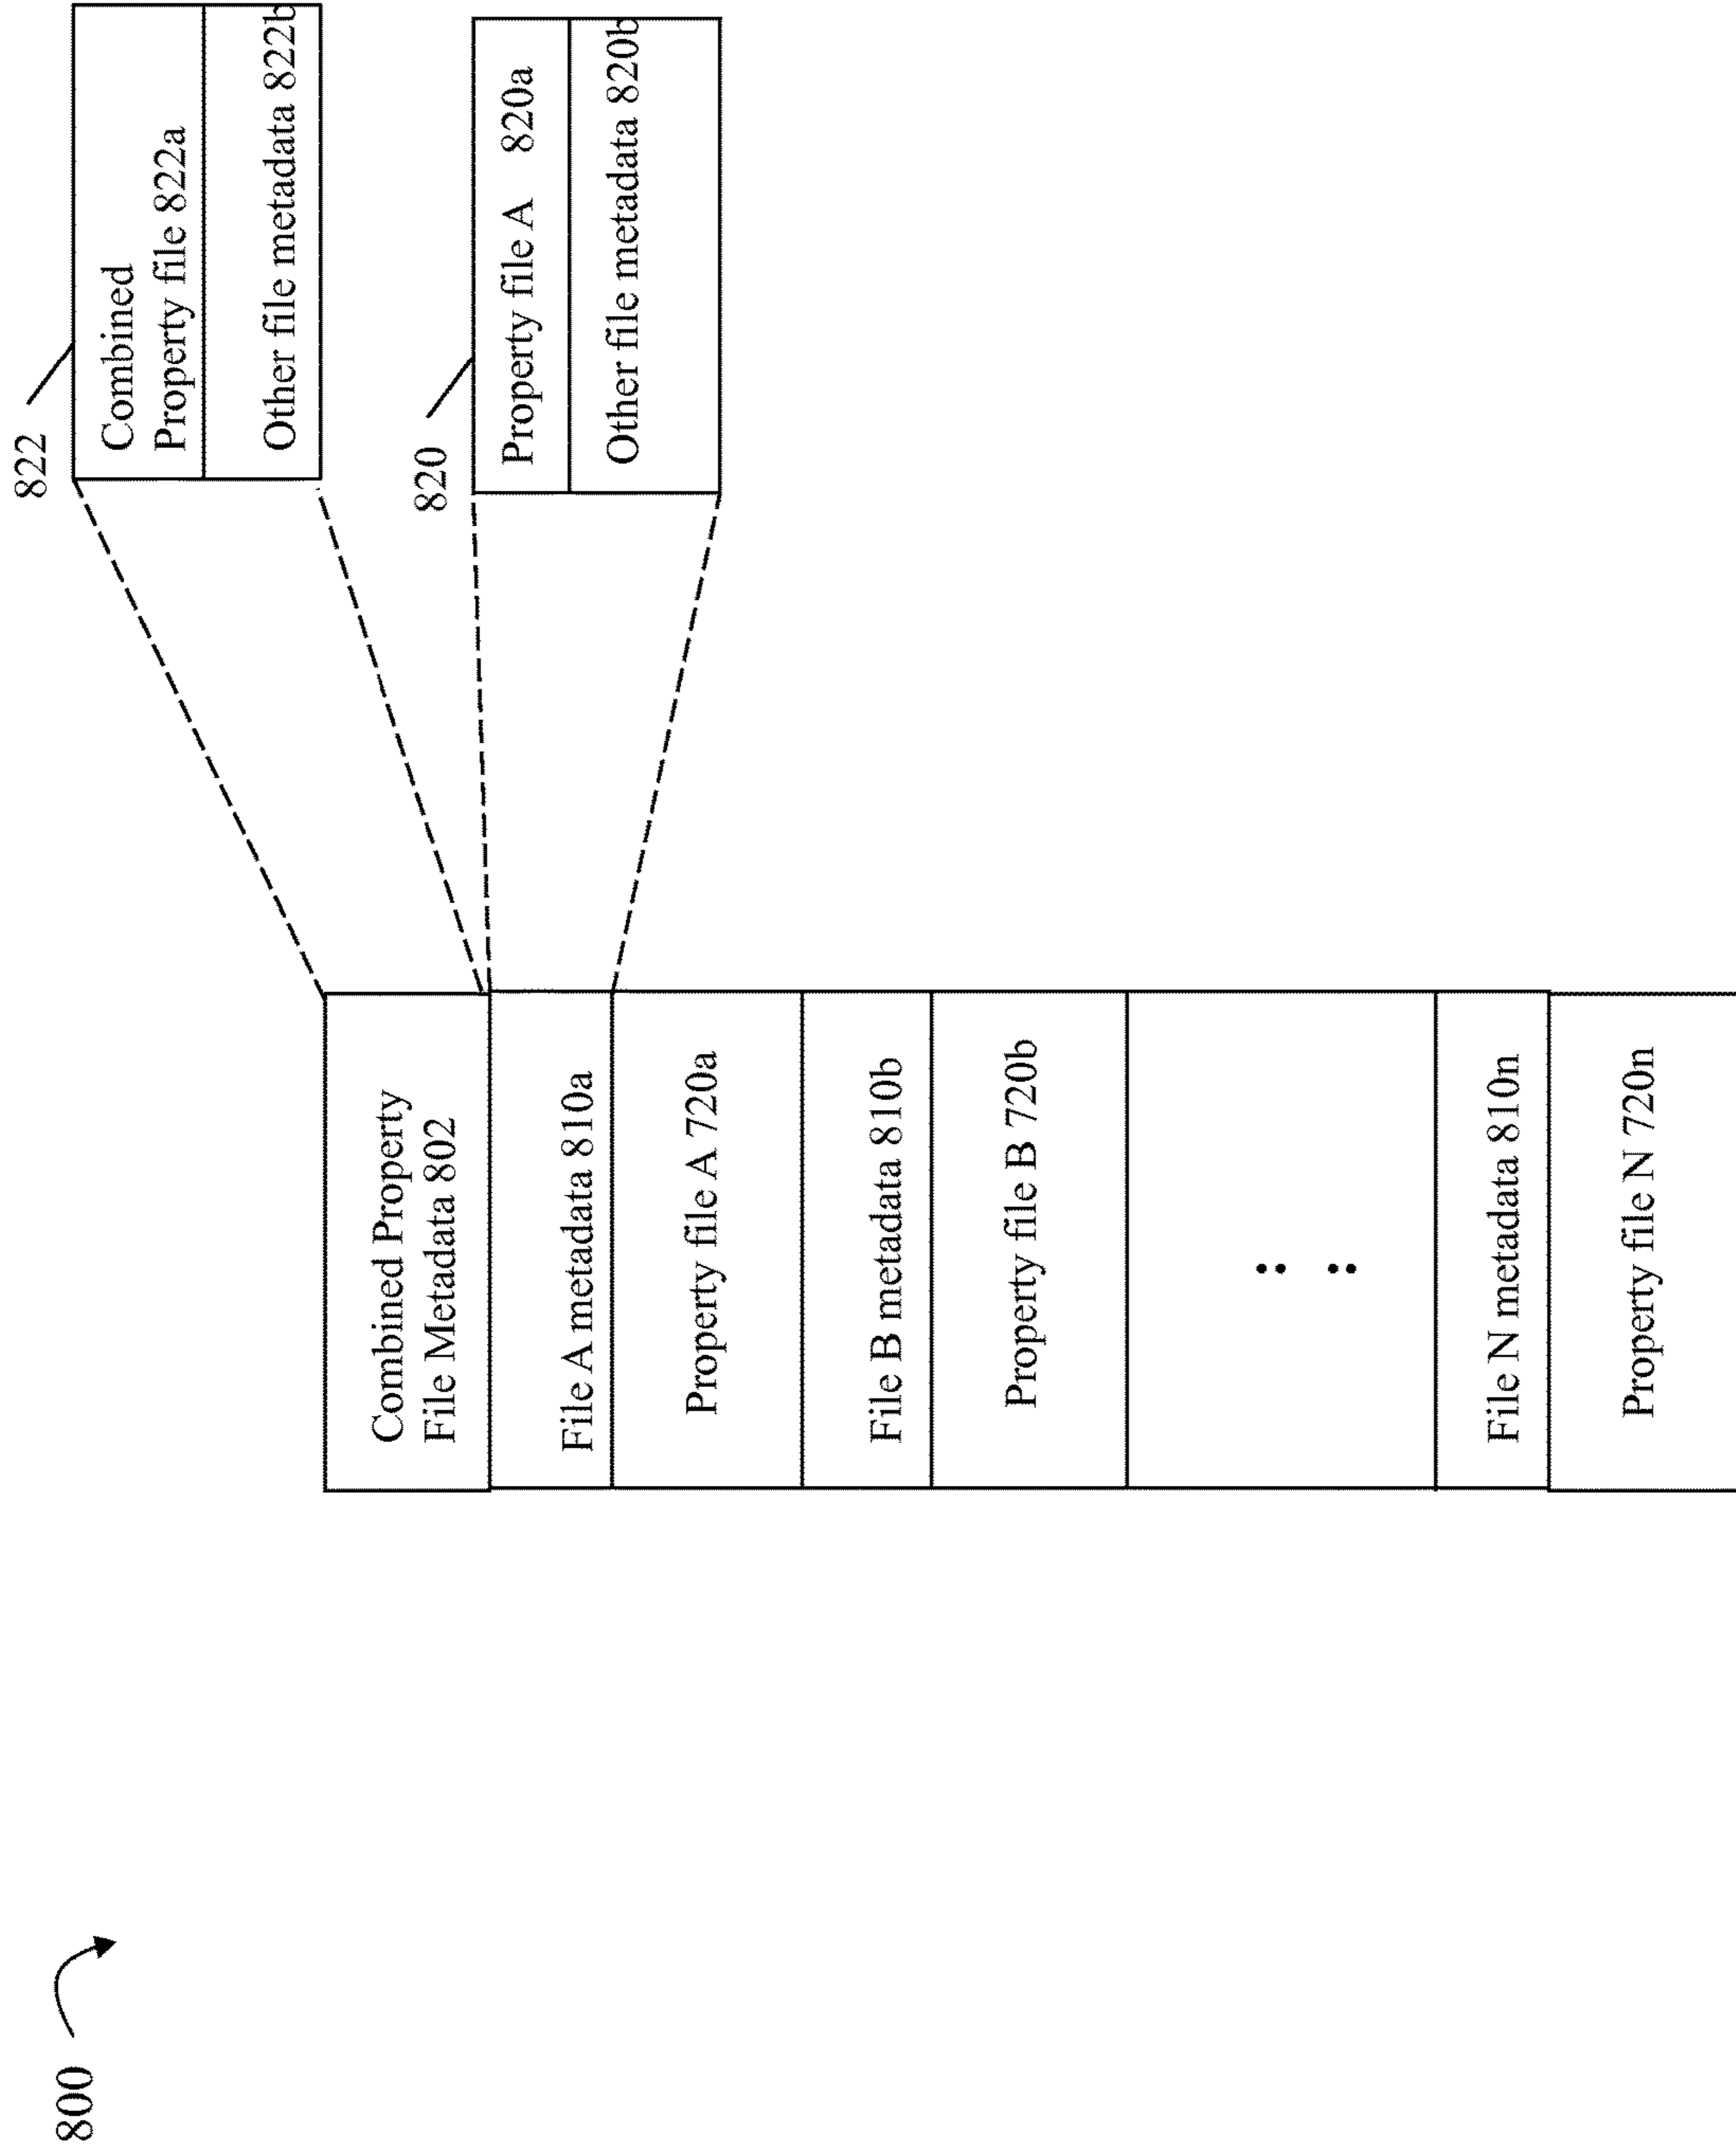 800
822
Combined
Property file 822a
Other file metadata 822b
820
Property file A 820a
Other file metadata 820b
Combined Property
File Metadata 802
File A metadata 810a
Property file A 720a
File B metadata 810b
Property file B 720b
File N metadata 810n
Property file N 720n